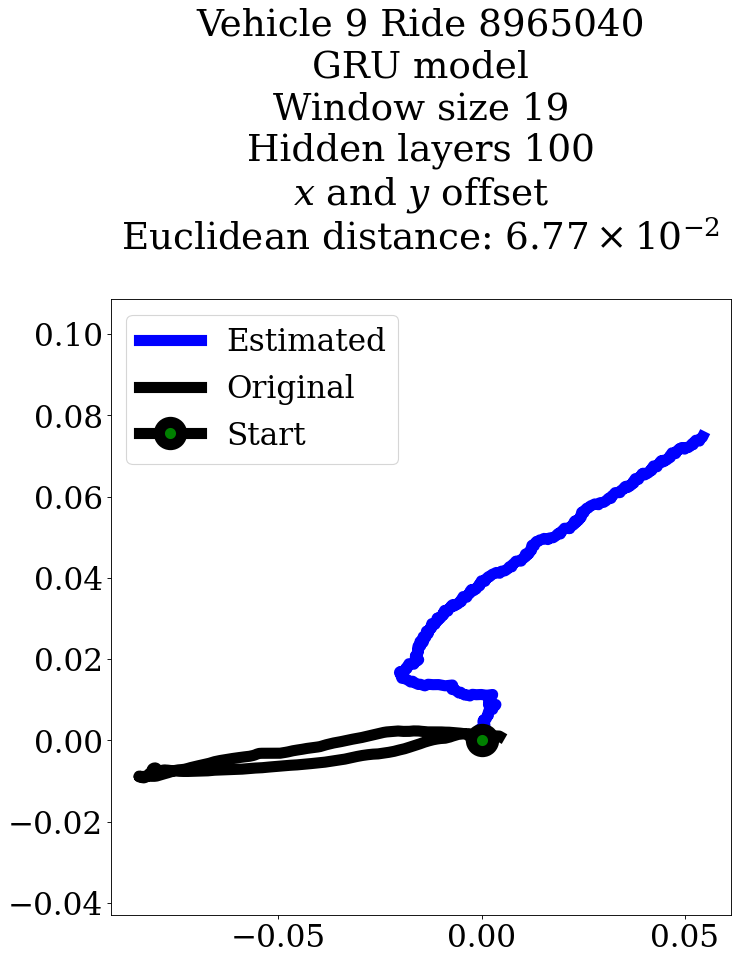 Vehicle 9 Ride 8965040
GRU model
Window size 19
Hidden layers 100
x and y offset
Euclidean distance: 6.77 × 10⁻²
0.10
0.08
0.06
0.04
0.02
0.00
−0.02
−0.04
Estimated
Original
Start
−0.05
0.00
0.05